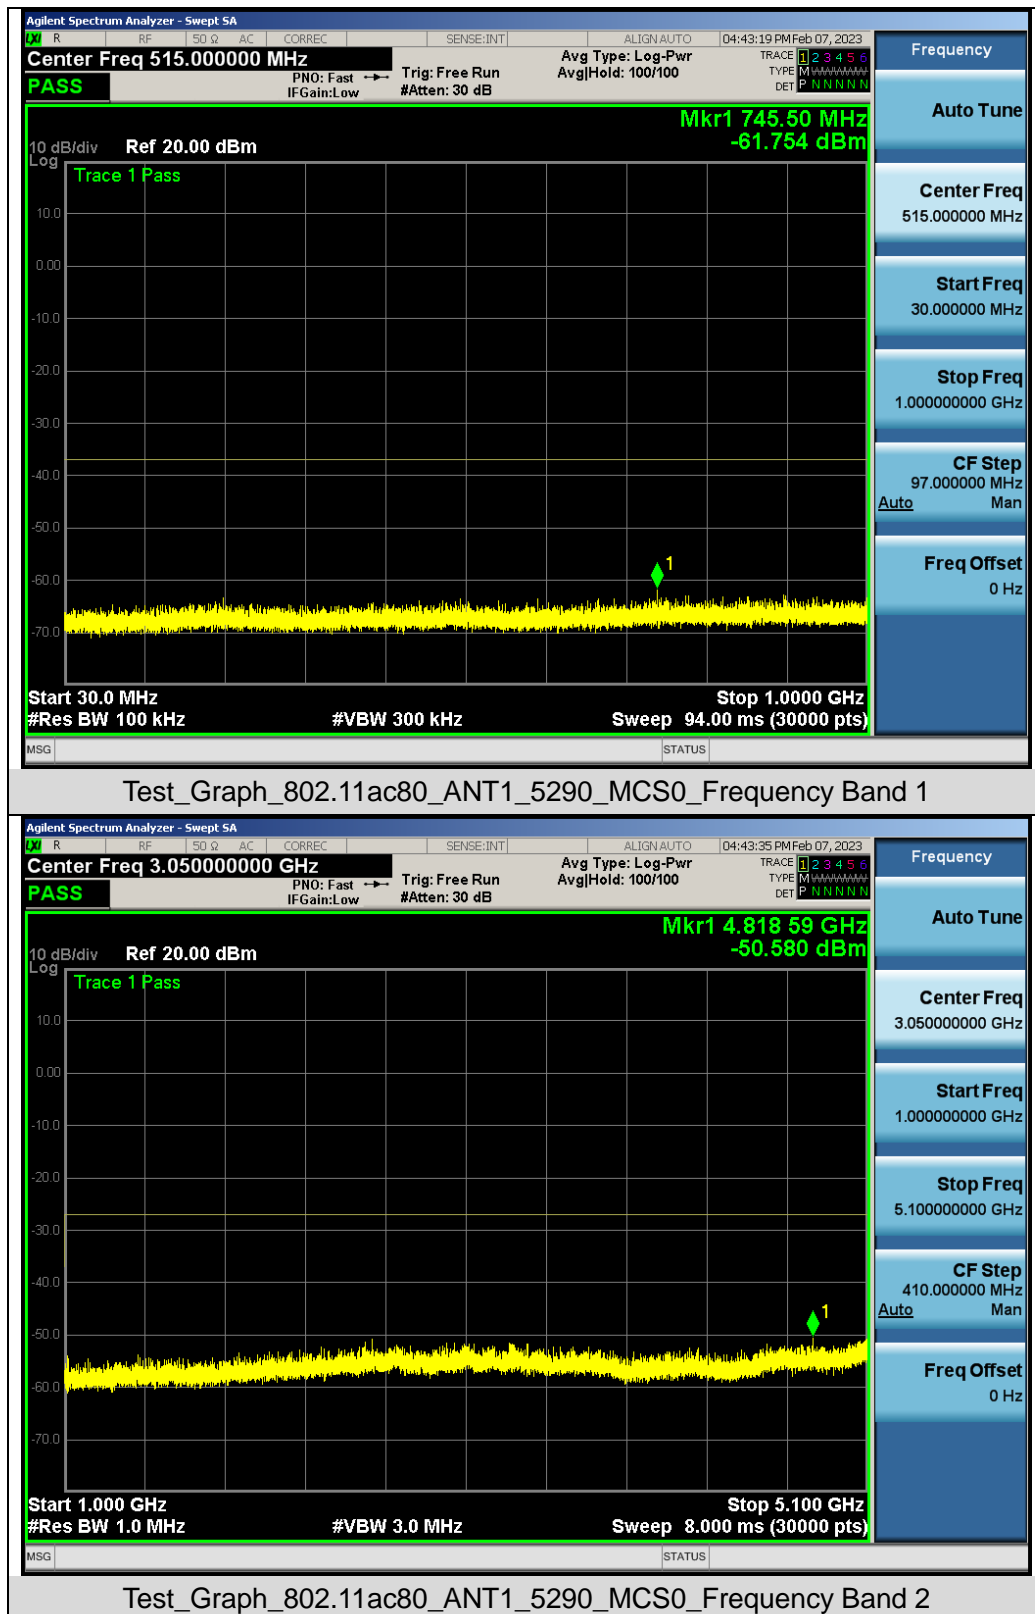 Agilent Spectrum Analyzer - Swept SA
LXI R RF 50 Ω AC CORREC SENSE:INT ALIGN AUTO 04:43:19 PM Feb 07, 2023
Center Freq 515.000000 MHz
PNO: Fast
IFGain:Low
Trig: Free Run
#Atten: 30 dB
Avg Type: Log-Pwr
Avg|Hold: 100/100
TRACE 1 2 3 4 5 6
TYPE M WWWWW
DET P N N N N N
PASS
Mkr1 745.50 MHz
-61.754 dBm
10 dB/div Ref 20.00 dBm
Log
Trace 1 Pass
10.0
0.00
-10.0
-20.0
-30.0
-40.0
-50.0
-60.0
-70.0
1
Start 30.0 MHz Stop 1.0000 GHz
#Res BW 100 kHz #VBW 300 kHz Sweep 94.00 ms (30000 pts)
MSG STATUS
Frequency
Auto Tune
Center Freq
515.000000 MHz
Start Freq
30.000000 MHz
Stop Freq
1.000000000 GHz
CF Step
97.000000 MHz
Auto Man
Freq Offset
0 Hz
Test_Graph_802.11ac80_ANT1_5290_MCS0_Frequency Band 1
Agilent Spectrum Analyzer - Swept SA
LXI R RF 50 Ω AC CORREC SENSE:INT ALIGN AUTO 04:43:35 PM Feb 07, 2023
Center Freq 3.050000000 GHz
PNO: Fast
IFGain:Low
Trig: Free Run
#Atten: 30 dB
Avg Type: Log-Pwr
Avg|Hold: 100/100
TRACE 1 2 3 4 5 6
TYPE M WWWWW
DET P N N N N N
PASS
Mkr1 4.818 59 GHz
-50.580 dBm
10 dB/div Ref 20.00 dBm
Log
Trace 1 Pass
10.0
0.00
-10.0
-20.0
-30.0
-40.0
-50.0
-60.0
-70.0
1
Start 1.000 GHz Stop 5.100 GHz
#Res BW 1.0 MHz #VBW 3.0 MHz Sweep 8.000 ms (30000 pts)
MSG STATUS
Frequency
Auto Tune
Center Freq
3.050000000 GHz
Start Freq
1.000000000 GHz
Stop Freq
5.100000000 GHz
CF Step
410.000000 MHz
Auto Man
Freq Offset
0 Hz
Test_Graph_802.11ac80_ANT1_5290_MCS0_Frequency Band 2